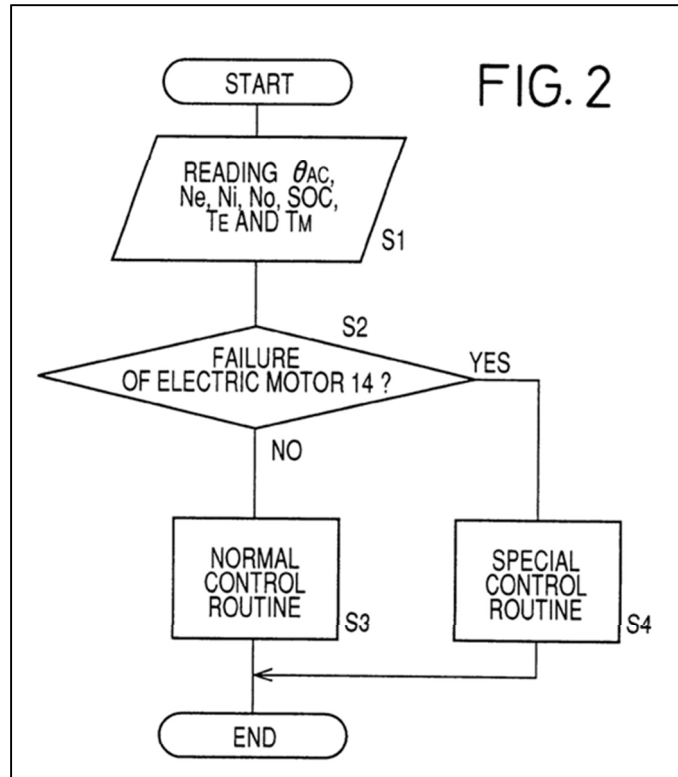 FIG. 2
START
READING θAC,
Ne, Ni, No, SOC,
TE AND TM
S1
S2
FAILURE
OF ELECTRIC MOTOR 14 ?
YES
NO
NORMAL
CONTROL
ROUTINE
S3
SPECIAL
CONTROL
ROUTINE
S4
END